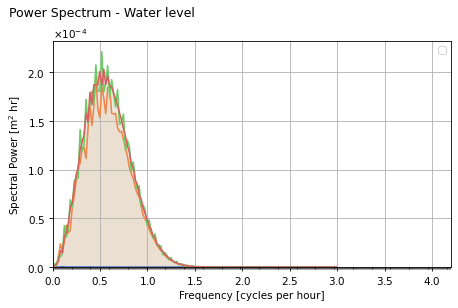 Power Spectrum - Water level
×10⁻⁴
Spectral Power [m² hr]
2.0
1.5
1.0
0.5
0.0
0.0 0.5 1.0 1.5 2.0 2.5 3.0 3.5 4.0
Frequency [cycles per hour]